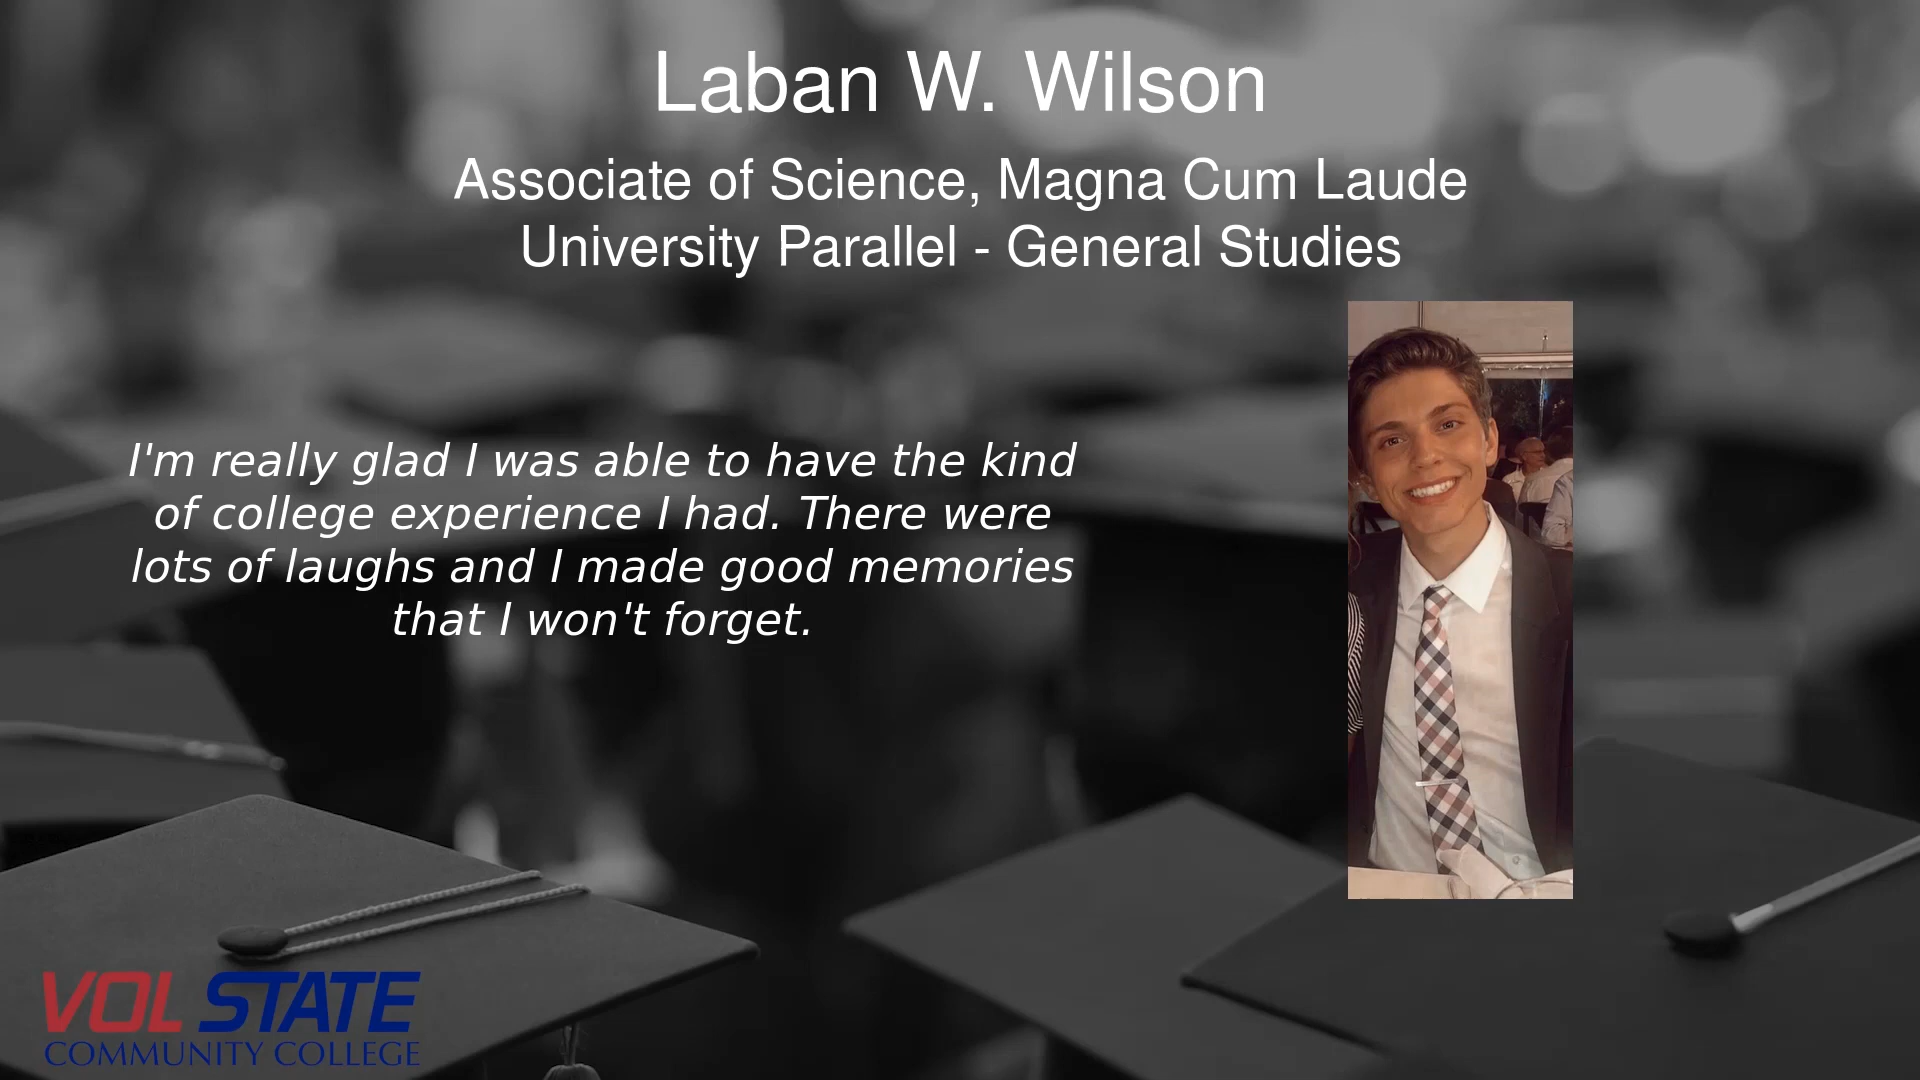 Laban W. Wilson
Associate of Science, Magna Cum Laude
University Parallel - General Studies
I'm really glad I was able to have the kind
of college experience I had. There were
lots of laughs and I made good memories
that I won't forget.
VOL STATE
COMMUNITY COLLEGE